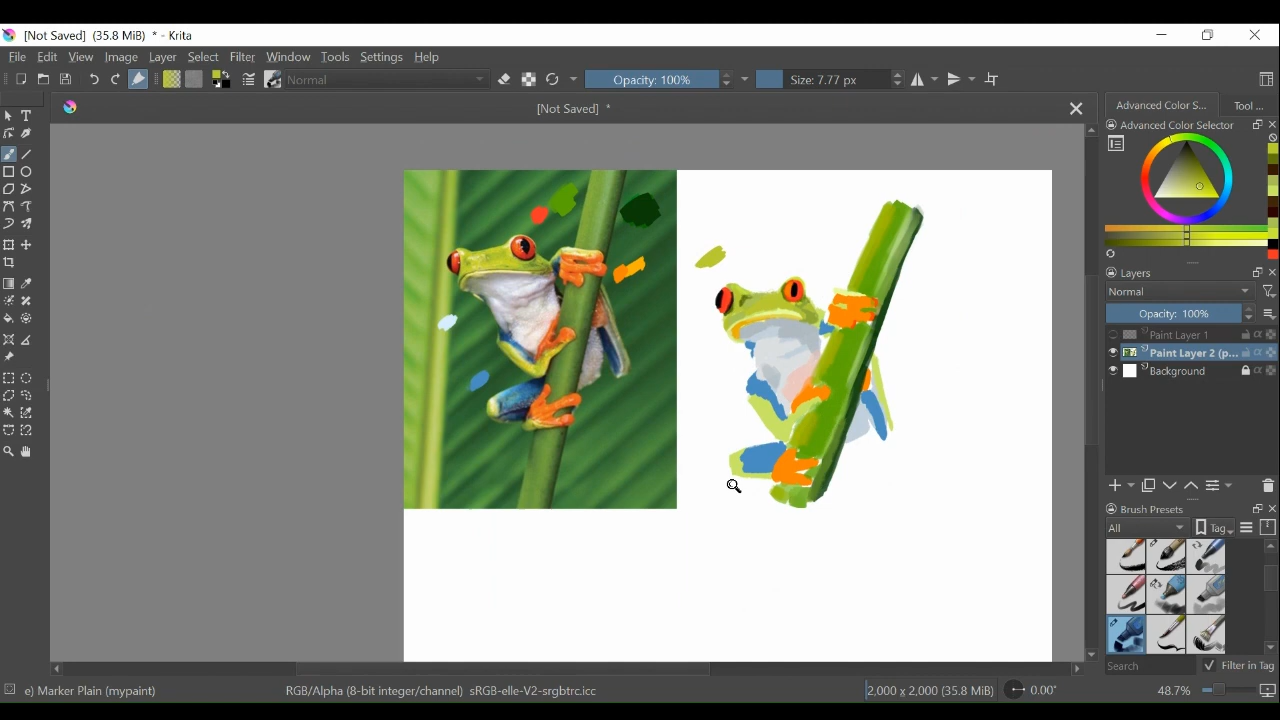 [Not Saved] (35.8 MiB) * - Krita
File Edit View Image Layer Select Filter Window Tools Settings Help
Normal Opacity: 100% Size: 7.77 px
[Not Saved] *
Advanced Color S... Tool ...
Advanced Color Selector
Layers
Normal
Opacity: 100%
Paint Layer 1
Paint Layer 2 (p...
Background
Brush Presets
All Tag
Search Filter in Tag
e) Marker Plain (mypaint) RGB/Alpha (8-bit integer/channel) sRGB-elle-V2-srgbtrc.icc 2,000 x 2,000 (35.8 MiB) 0.00° 48.7%